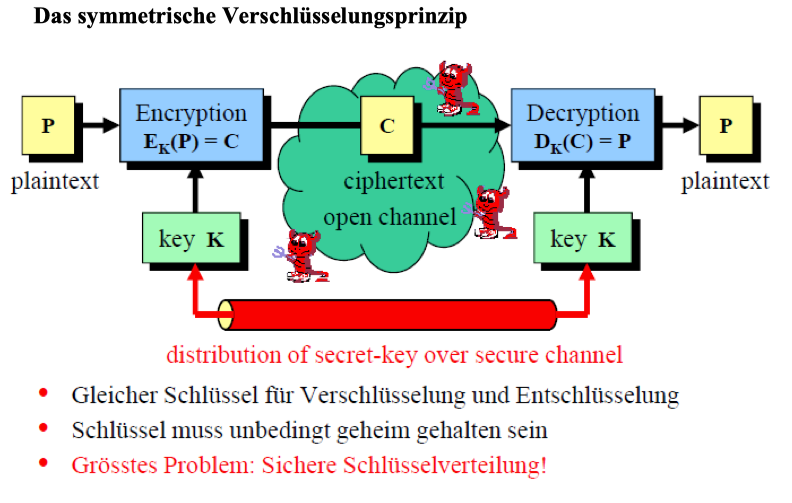 Das symmetrische Verschlüsselungsprinzip
P
plaintext
Encryption
E_K(P) = C
C
ciphertext
open channel
Decryption
D_K(C) = P
P
plaintext
key K
key K
distribution of secret-key over secure channel
• Gleicher Schlüssel für Verschlüsselung und Entschlüsselung
• Schlüssel muss unbedingt geheim gehalten sein
• Grösstes Problem: Sichere Schlüsselverteilung!